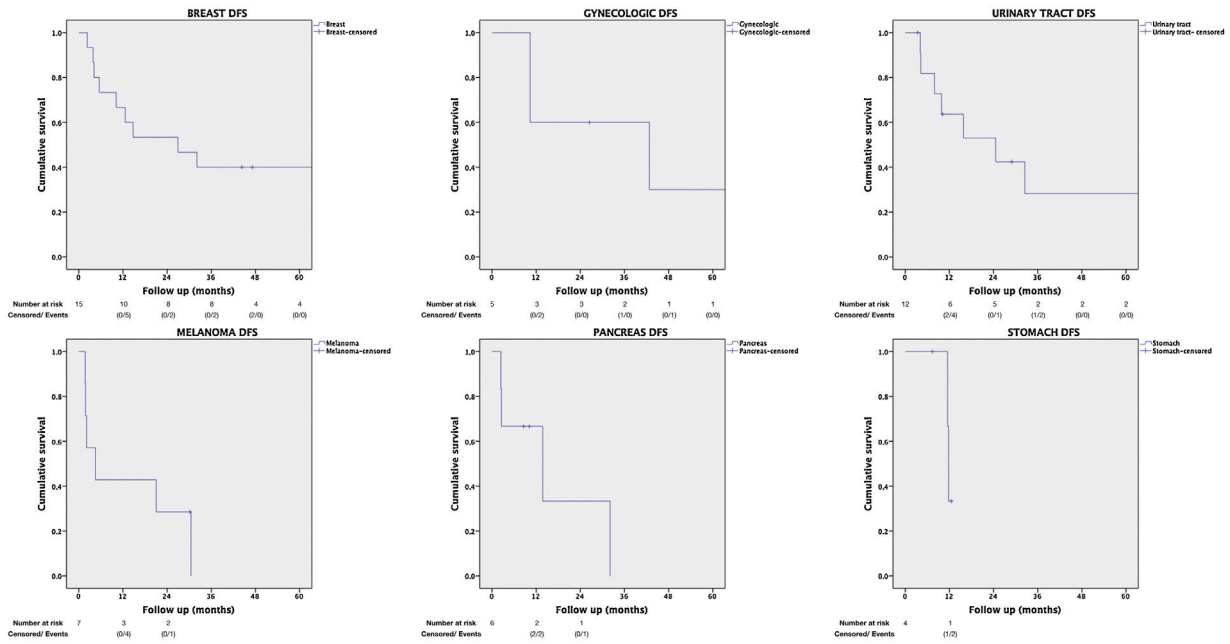 BREAST DFS
Breast
Breast-censored
1.0
0.8
0.6
0.4
0.2
0.0
Cumulative survival
0 12 24 36 48 60
Follow up (months)
Number at risk 15 10 8 8 4 4
Censored/ Events (0/5) (0/2) (0/2) (2/0) (0/0)
GYNECOLOGIC DFS
Gynecologic
Gynecologic-censored
1.0
0.8
0.6
0.4
0.2
0.0
Cumulative survival
0 12 24 36 48 60
Follow up (months)
Number at risk 5 3 3 2 1 1
Censored/ Events (0/2) (0/0) (1/0) (0/1) (0/0)
URINARY TRACT DFS
Urinary tract
Urinary tract- censored
1.0
0.8
0.6
0.4
0.2
0.0
Cumulative survival
0 12 24 36 48 60
Follow up (months)
Number at risk 12 6 5 2 2 2
Censored/ Events (2/4) (0/1) (1/2) (0/0) (0/0)
MELANOMA DFS
Melanoma
Melanoma-censored
1.0
0.8
0.6
0.4
0.2
0.0
Cumulative survival
0 12 24 36 48 60
Follow up (months)
Number at risk 7 3 2
Censored/ Events (0/4) (0/1)
PANCREAS DFS
Pancreas
Pancreas-censored
1.0
0.8
0.6
0.4
0.2
0.0
Cumulative survival
0 12 24 36 48 60
Follow up (months)
Number at risk 6 2 1
Censored/ Events (2/2) (0/1)
STOMACH DFS
Stomach
Stomach-censored
1.0
0.8
0.6
0.4
0.2
0.0
Cumulative survival
0 12 24 36 48 60
Follow up (months)
Number at risk 4 1
Censored/ Events (1/2)